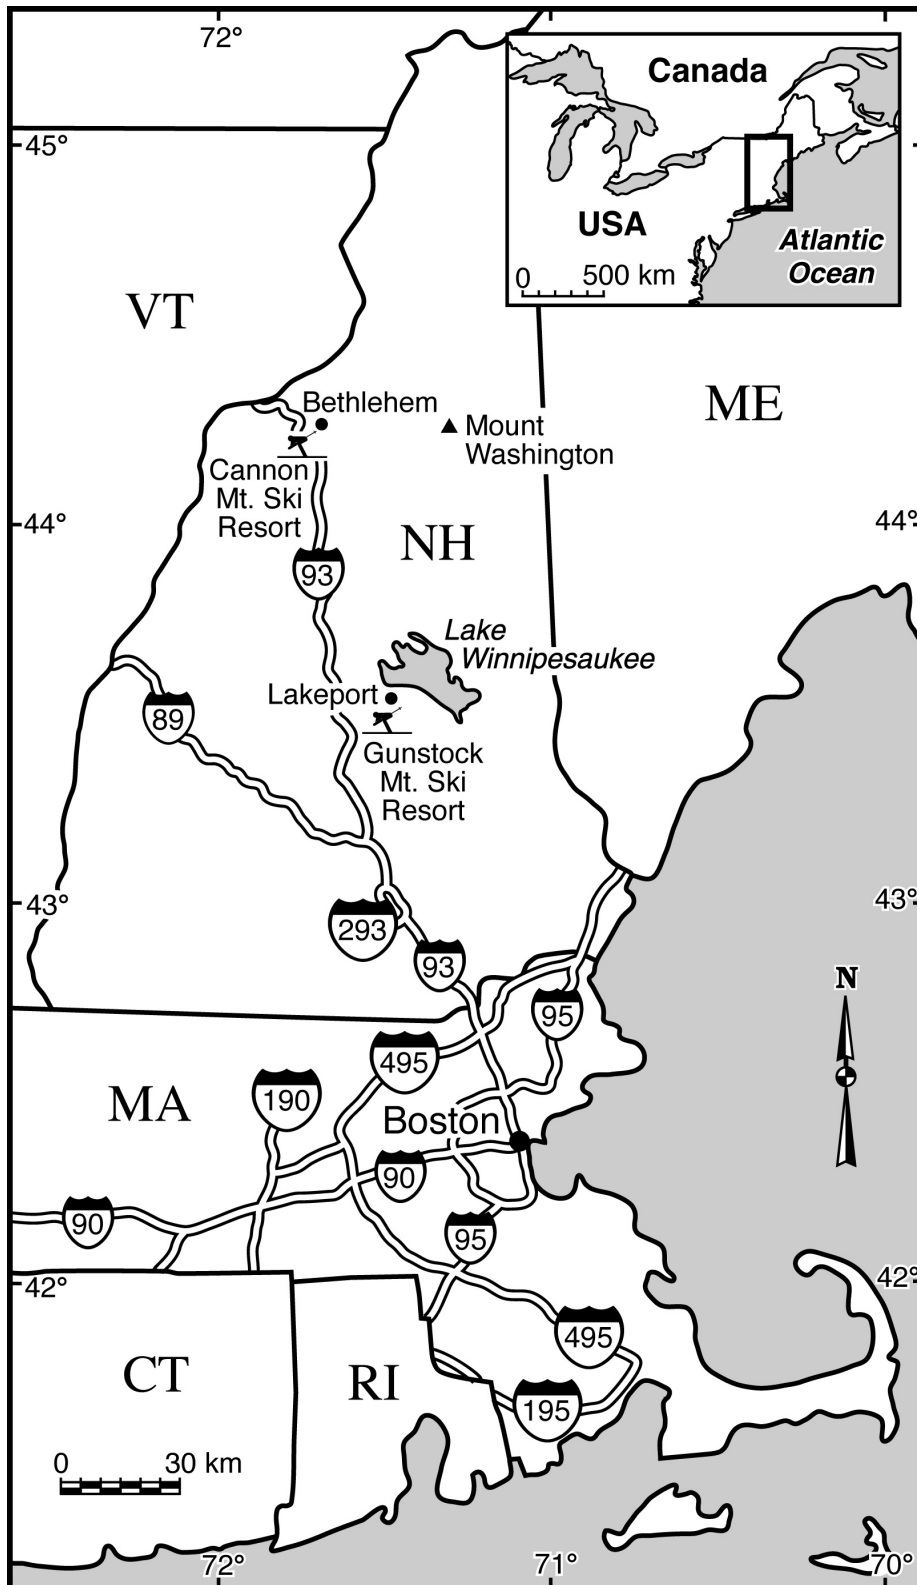 72°
Canada
45°
USA
Atlantic
Ocean
0
500 km
VT
ME
Bethlehem
Mount
Washington
Cannon
Mt. Ski
Resort
44°
44°
NH
93
Lake
Winnipesaukee
Lakeport
89
Gunstock
Mt. Ski
Resort
43°
43°
293
93
N
95
495
190
MA
Boston
90
90
95
42°
42°
495
CT
RI
195
0
30 km
72°
71°
70°